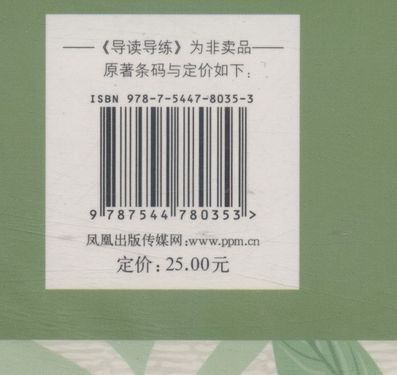 《导读导练》为非卖品
原著条码与定价如下：
ISBN 978-7-5447-8035-3
9 787544 780353 >
凤凰出版传媒网:www.ppm.cn
定价:25.00元